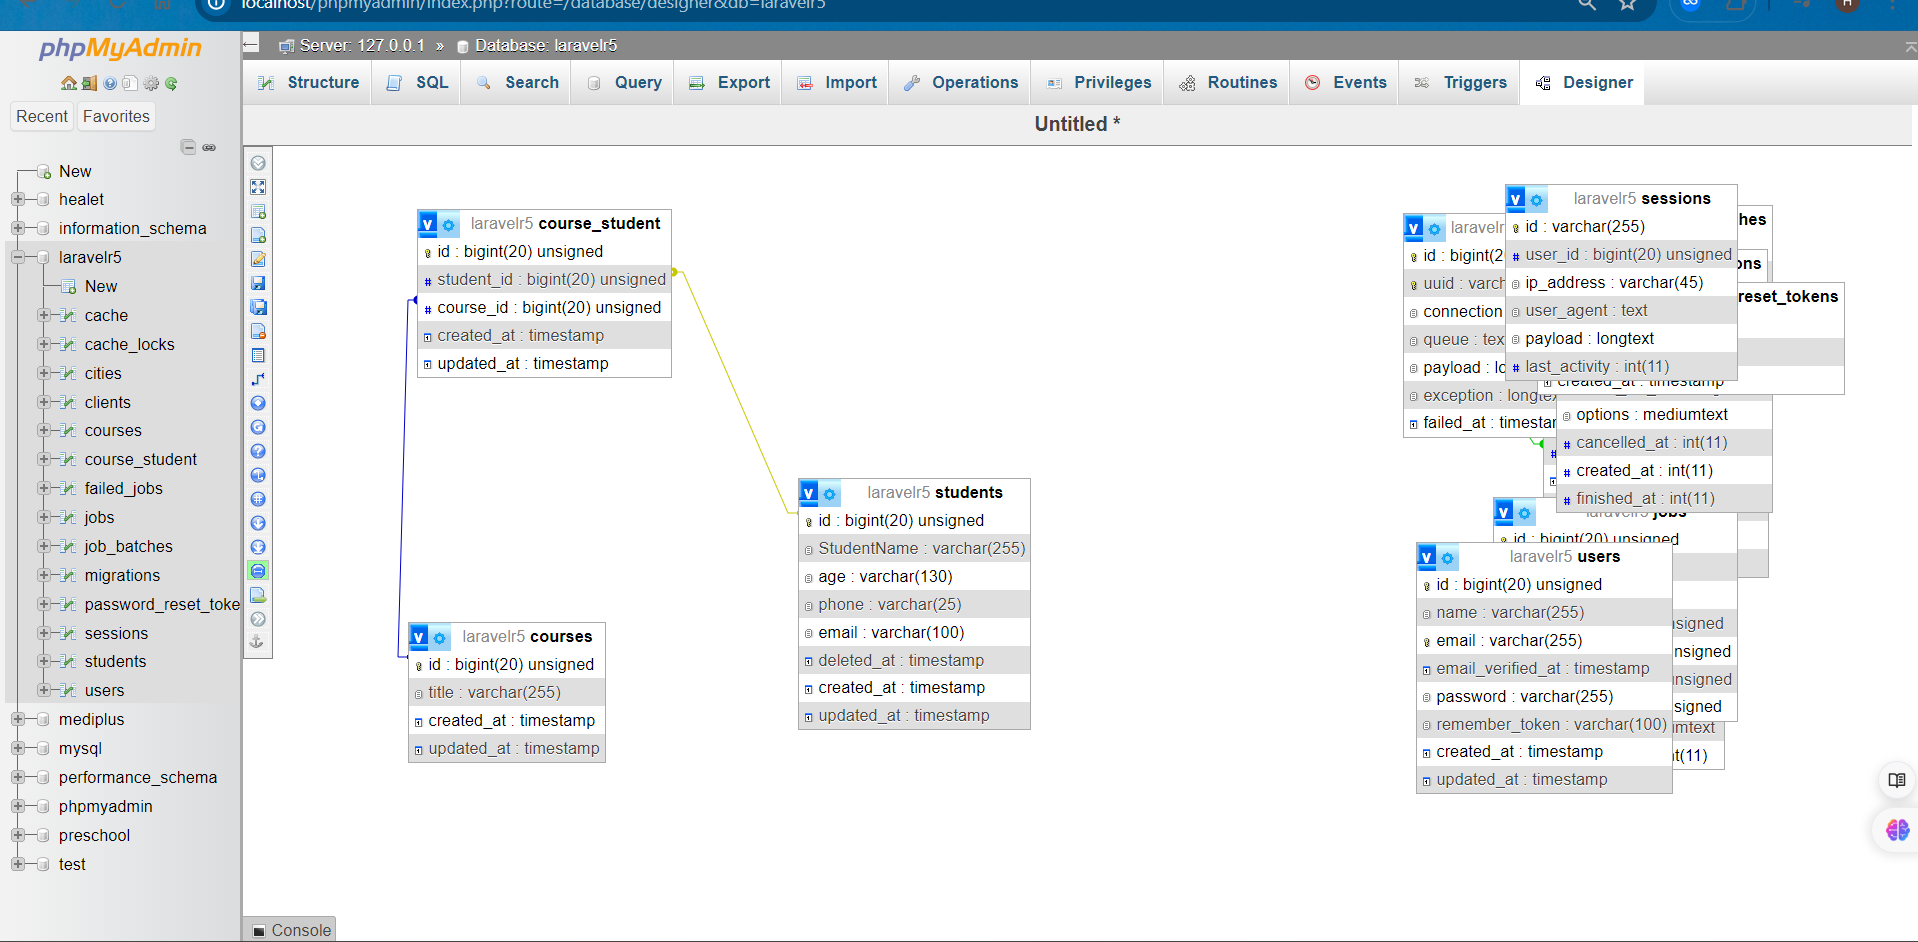 localhost/phpmyadmin/index.php?route=/database/designer&db=laravelr5
phpMyAdmin
Recent
Favorites
New
healet
information_schema
laravelr5
New
cache
cache_locks
cities
clients
courses
course_student
failed_jobs
jobs
job_batches
migrations
password_reset_toke
sessions
students
users
mediplus
mysql
performance_schema
phpmyadmin
preschool
test
Server: 127.0.0.1 » Database: laravelr5
Structure
SQL
Search
Query
Export
Import
Operations
Privileges
Routines
Events
Triggers
Designer
Untitled *
laravelr5 course_student
id : bigint(20) unsigned
student_id : bigint(20) unsigned
course_id : bigint(20) unsigned
created_at : timestamp
updated_at : timestamp
laravelr5 courses
id : bigint(20) unsigned
title : varchar(255)
created_at : timestamp
updated_at : timestamp
laravelr5 students
id : bigint(20) unsigned
StudentName : varchar(255)
age : varchar(130)
phone : varchar(25)
email : varchar(100)
deleted_at : timestamp
created_at : timestamp
updated_at : timestamp
laravelr
id : bigint(2
uuid : varch
connection
queue : tex
payload : lo
exception : longtex
failed_at : timestar
laravelr5 sessions
id : varchar(255)
user_id : bigint(20) unsigned
ip_address : varchar(45)
user_agent : text
payload : longtext
last_activity : int(11)
hes
ons
reset_tokens
created_at : timestamp
options : mediumtext
cancelled_at : int(11)
created_at : int(11)
finished_at : int(11)
laravelr5 jobs
id : bigint(20) unsigned
laravelr5 users
id : bigint(20) unsigned
name : varchar(255)
email : varchar(255)
email_verified_at : timestamp
password : varchar(255)
remember_token : varchar(100)
created_at : timestamp
updated_at : timestamp
signed
nsigned
nsigned
signed
mtext
t(11)
Console